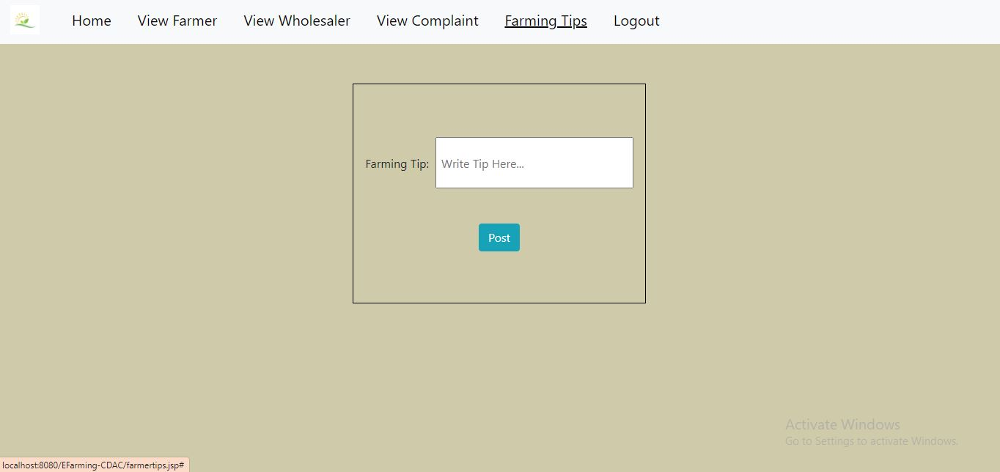 Home View Farmer View Wholesaler View Complaint Farming Tips Logout
Farming Tip: Write Tip Here...
Post
Activate Windows
Go to Settings to activate Windows.
localhost:8080/EFarming-CDAC/farmertips.jsp#